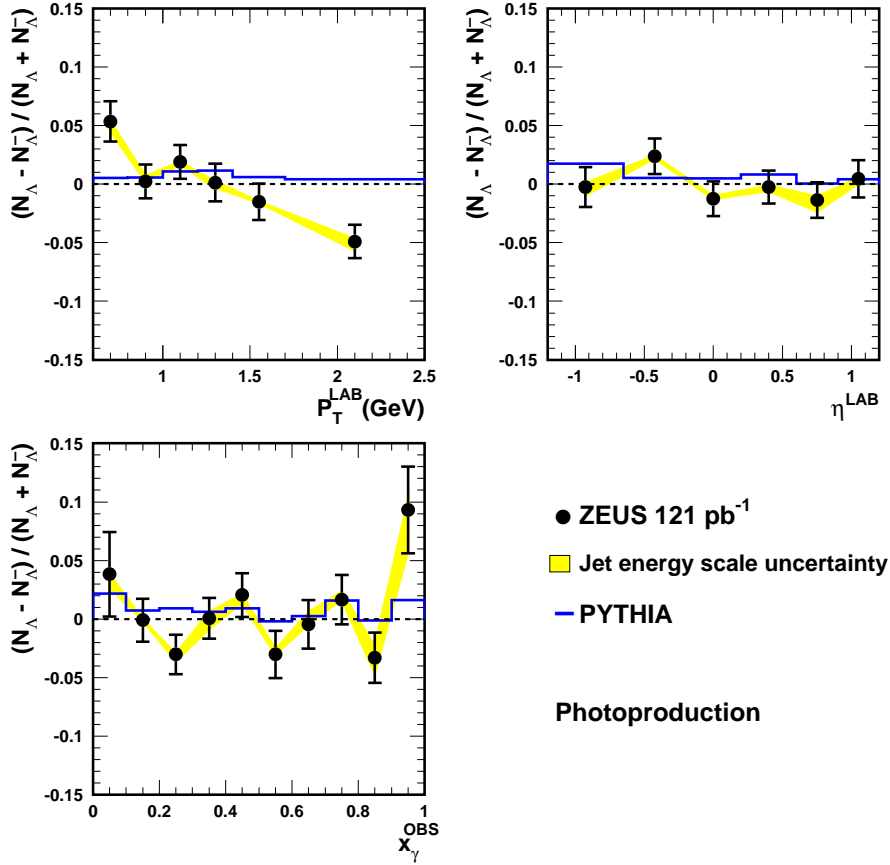 (N_Λ - N_Λ̅) / (N_Λ + N_Λ̅)
0.15
0.1
0.05
0
-0.05
-0.1
-0.15
1 1.5 2 2.5
P_T^LAB (GeV)
(N_Λ - N_Λ̅) / (N_Λ + N_Λ̅)
0.15
0.1
0.05
0
-0.05
-0.1
-0.15
-1 -0.5 0 0.5 1
η^LAB
(N_Λ - N_Λ̅) / (N_Λ + N_Λ̅)
0.15
0.1
0.05
0
-0.05
-0.1
-0.15
0 0.2 0.4 0.6 0.8 1
x_γ^OBS
ZEUS 121 pb⁻¹
Jet energy scale uncertainty
PYTHIA
Photoproduction